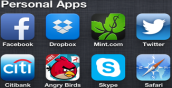 Personal Apps
Facebook Dropbox Mint.com Twitter
citi
Citibank Angry Birds Skype Safari